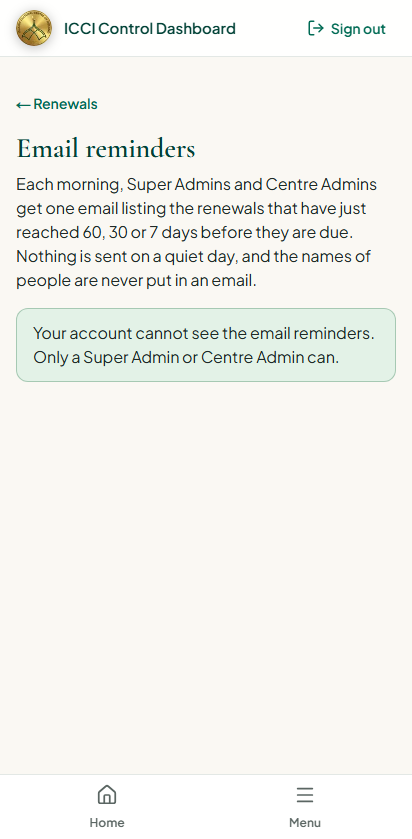 ICCI Control Dashboard
Sign out
← Renewals
Email reminders
Each morning, Super Admins and Centre Admins
get one email listing the renewals that have just
reached 60, 30 or 7 days before they are due.
Nothing is sent on a quiet day, and the names of
people are never put in an email.
Your account cannot see the email reminders.
Only a Super Admin or Centre Admin can.
Home
Menu